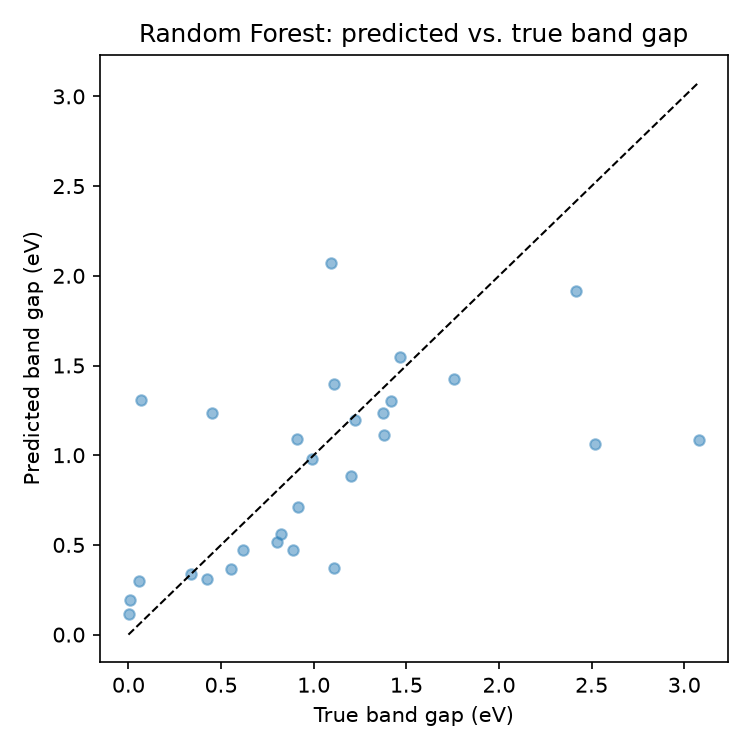 Random Forest: predicted vs. true band gap
Predicted band gap (eV)
3.0
2.5
2.0
1.5
1.0
0.5
0.0
0.0 0.5 1.0 1.5 2.0 2.5 3.0
True band gap (eV)